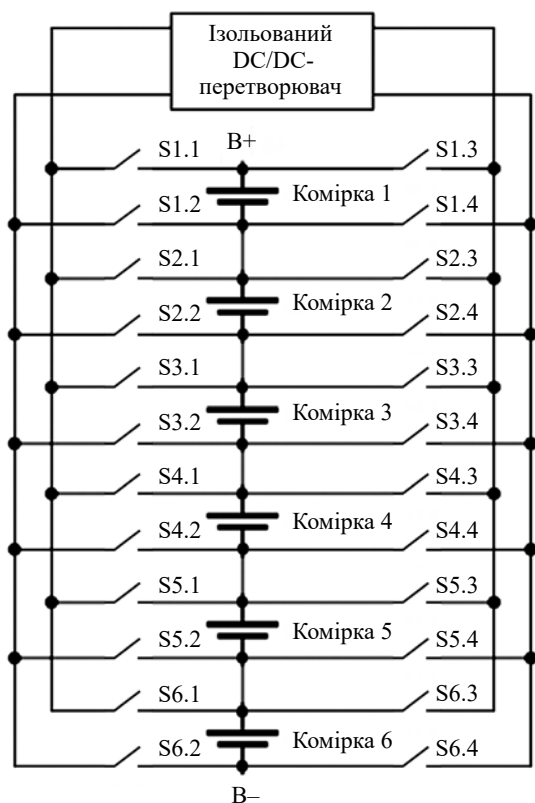 Ізольований
DC/DC-
перетворювач
B+
S1.1
S1.3
Комірка 1
S1.2
S1.4
S2.1
S2.3
Комірка 2
S2.2
S2.4
S3.1
S3.3
Комірка 3
S3.2
S3.4
S4.1
S4.3
Комірка 4
S4.2
S4.4
S5.1
S5.3
Комірка 5
S5.2
S5.4
S6.1
S6.3
Комірка 6
S6.2
S6.4
B–